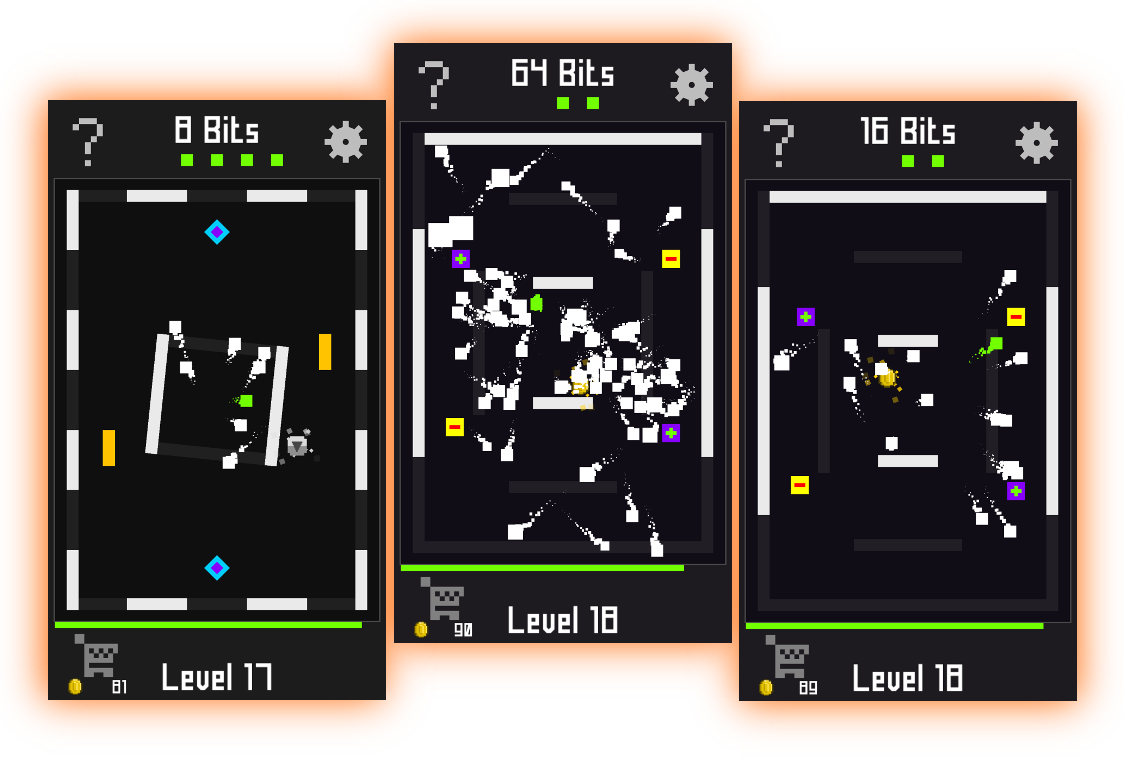 ?
8 Bits
81
Level 17
?
64 Bits
90
Level 18
?
16 Bits
89
Level 18